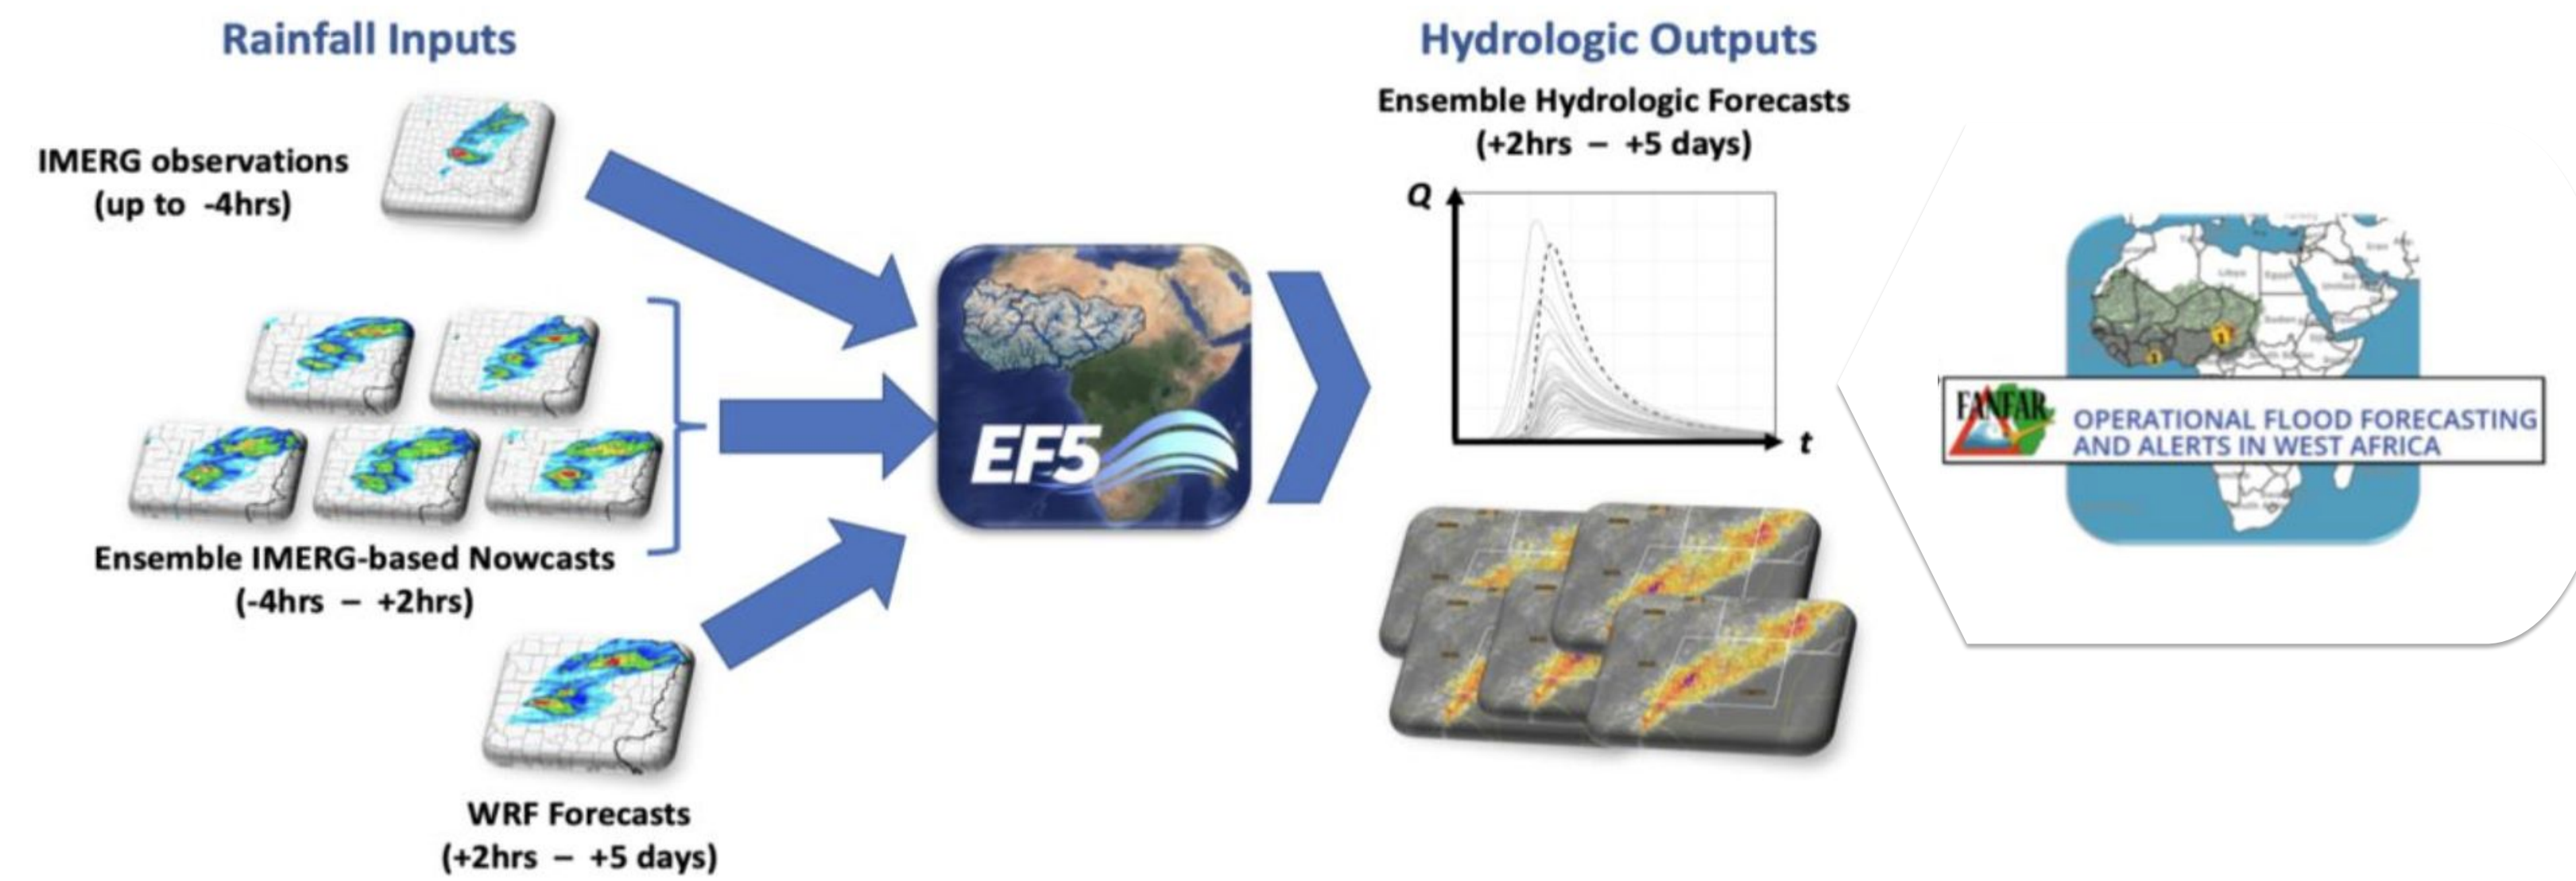 Rainfall Inputs
IMERG observations
(up to -4hrs)
Ensemble IMERG-based Nowcasts
(-4hrs – +2hrs)
WRF Forecasts
(+2hrs – +5 days)
EF5
Hydrologic Outputs
Ensemble Hydrologic Forecasts
(+2hrs – +5 days)
Q
t
Libya
FANFAR
OPERATIONAL FLOOD FORECASTING
AND ALERTS IN WEST AFRICA